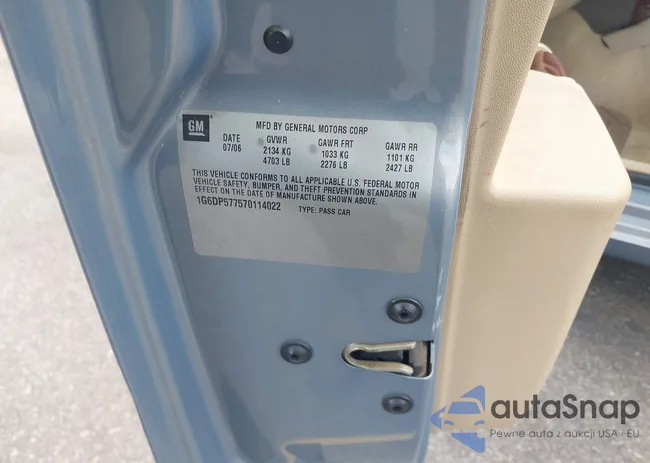 GM
MFD BY GENERAL MOTORS CORP
DATE GVWR GAWR FRT GAWR RR
07/06 2134 KG 1033 KG 1101 KG
4703 LB 2276 LB 2427 LB
THIS VEHICLE CONFORMS TO ALL APPLICABLE U.S. FEDERAL MOTOR
VEHICLE SAFETY, BUMPER, AND THEFT PREVENTION STANDARDS IN
EFFECT ON THE DATE OF MANUFACTURE SHOWN ABOVE.
1G6DP577570114022 TYPE: PASS CAR
autaSnap
Pewne auta z aukcji USA i EU